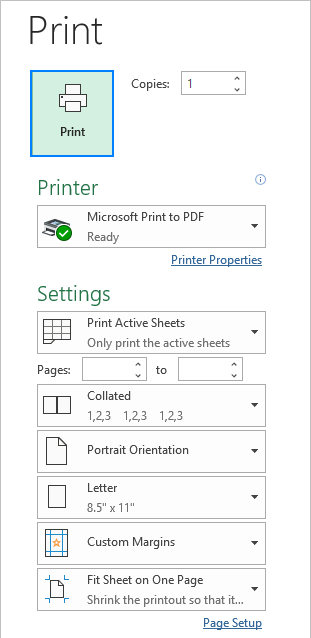 Print
Copies: 1
Print
Printer
Microsoft Print to PDF
Ready
Printer Properties
Settings
Print Active Sheets
Only print the active sheets
Pages: to
Collated
1,2,3 1,2,3 1,2,3
Portrait Orientation
Letter
8.5" x 11"
Custom Margins
Fit Sheet on One Page
Shrink the printout so that it...
Page Setup